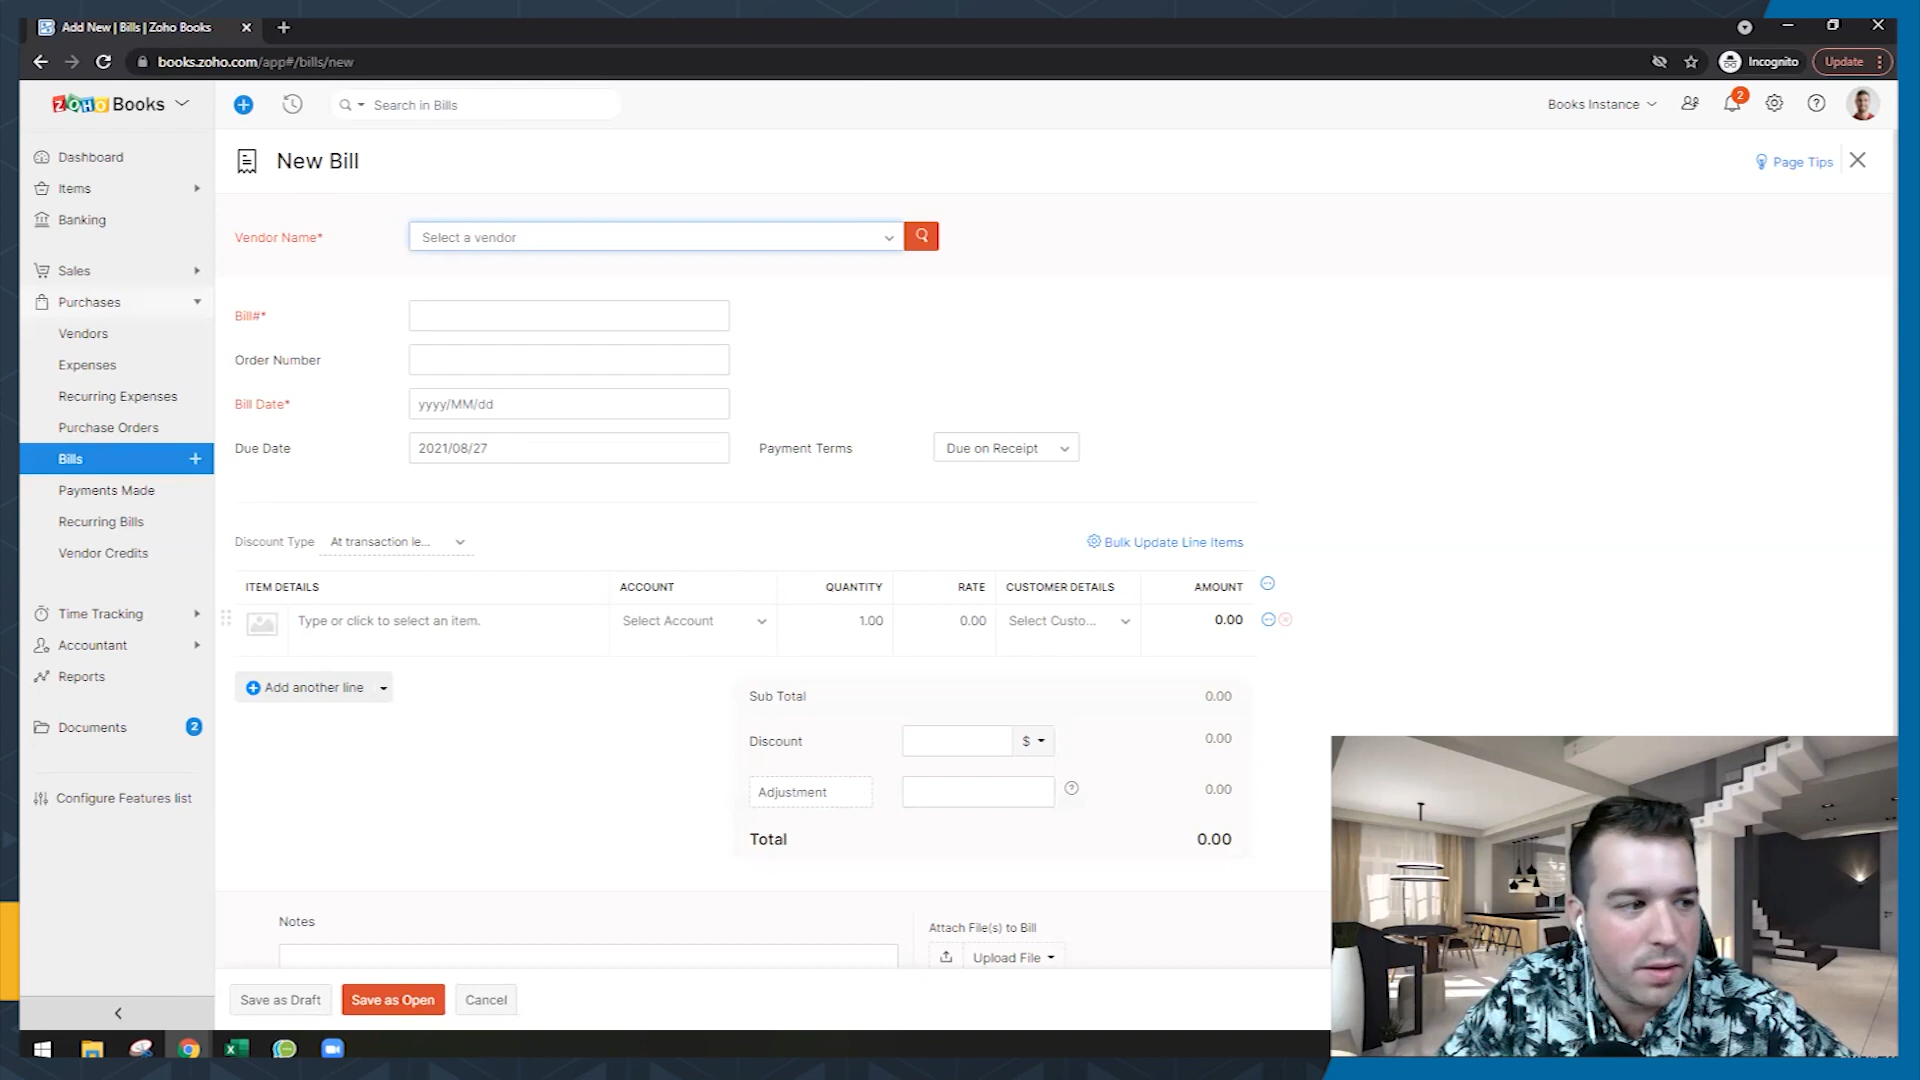 Add New | Bills | Zoho Books
books.zoho.com/app#/bills/new
Incognito
Update
ZOHO Books
Search in Bills
Books Instance
2
Dashboard
Items
Banking
Sales
Purchases
Vendors
Expenses
Recurring Expenses
Purchase Orders
Bills
Payments Made
Recurring Bills
Vendor Credits
Time Tracking
Accountant
Reports
Documents
2
Configure Features list
New Bill
Page Tips
Vendor Name*
Select a vendor
Bill#*
Order Number
Bill Date*
yyyy/MM/dd
Due Date
2021/08/27
Payment Terms
Due on Receipt
Discount Type
At transaction le...
Bulk Update Line Items
ITEM DETAILS ACCOUNT QUANTITY RATE CUSTOMER DETAILS AMOUNT
Type or click to select an item. Select Account 1.00 0.00 Select Custo... 0.00
Add another line
Sub Total 0.00
Discount $ 0.00
Adjustment 0.00
Total 0.00
Notes
Attach File(s) to Bill
Upload File
Save as Draft
Save as Open
Cancel